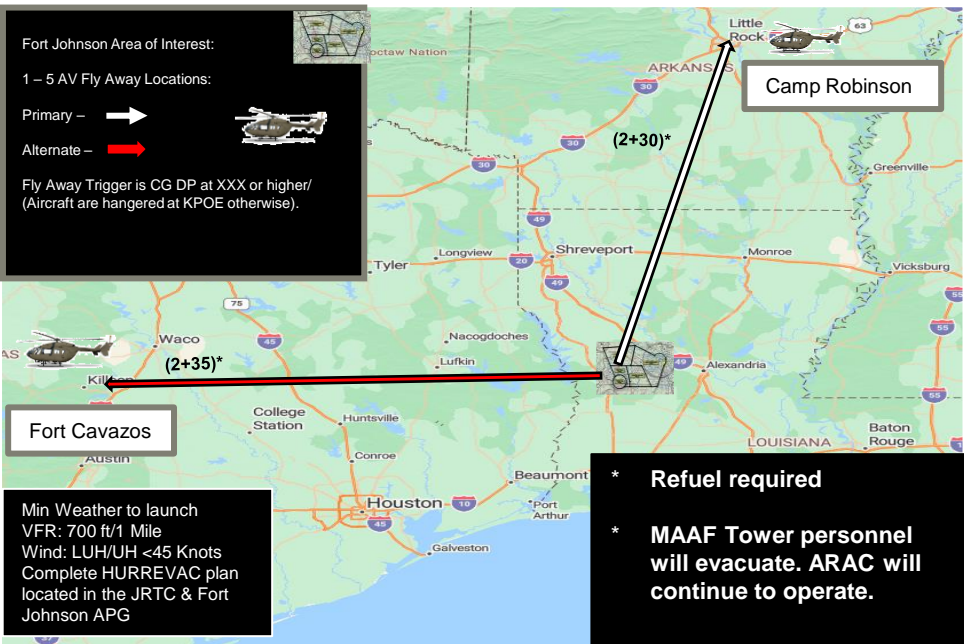 Fort Johnson Area of Interest:
1 – 5 AV Fly Away Locations:
Primary –
Alternate –
Fly Away Trigger is CG DP at XXX or higher/
(Aircraft are hangered at KPOE otherwise).
Little
Rock
63
octaw Nation
ARKANSAS
30
Camp Robinson
(2+30)*
30
30
Greenville
49
Longview
20
Shreveport
Monroe
Tyler
Vicksburg
49
55
75
45
Waco
Nacogdoches
55
AS
(2+35)*
Lufkin
49
Alexandria
Killeen
55
Fort Cavazos
College
Station
Huntsville
Baton
Rouge
LOUISIANA
Austin
Conroe
Beaumont
Houston
10
Port
Arthur
45
Galveston
Min Weather to launch
VFR: 700 ft/1 Mile
Wind: LUH/UH <45 Knots
Complete HURREVAC plan
located in the JRTC & Fort
Johnson APG
* Refuel required
* MAAF Tower personnel
will evacuate. ARAC will
continue to operate.
37